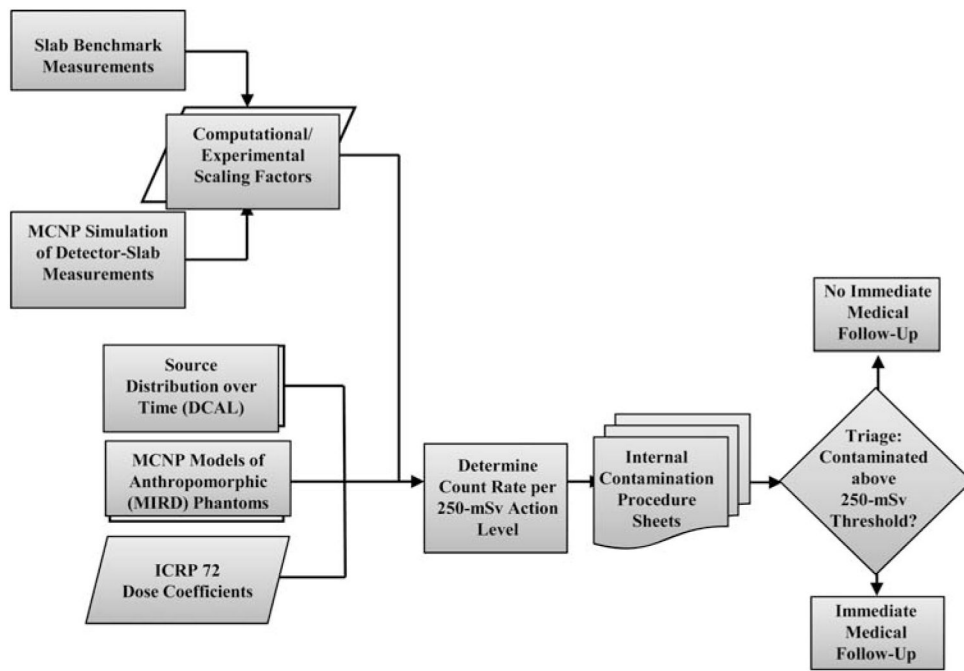 Slab Benchmark
Measurements
Computational/
Experimental
Scaling Factors
MCNP Simulation
of Detector-Slab
Measurements
Source
Distribution over
Time (DCAL)
MCNP Models of
Anthropomorphic
(MIRD) Phantoms
ICRP 72
Dose Coefficients
Determine
Count Rate per
250-mSv Action
Level
Internal
Contamination
Procedure
Sheets
No Immediate
Medical
Follow-Up
Triage:
Contaminated
above
250-mSv
Threshold?
Immediate
Medical
Follow-Up